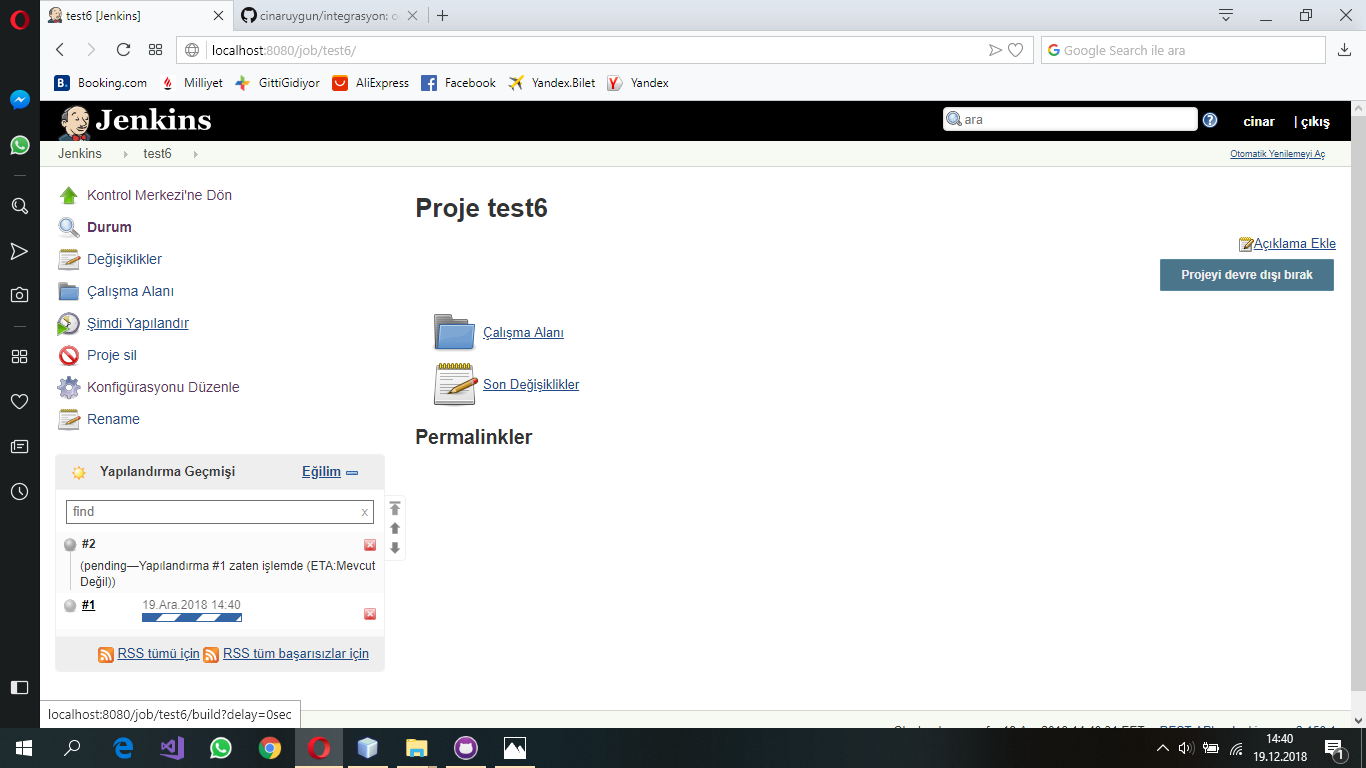 test6 [Jenkins]
cinaruygun/integrasyon:
localhost:8080/job/test6/
Google Search ile ara
B. Booking.com
Milliyet
GittiGidiyor
AliExpress
Facebook
Yandex.Bilet
Yandex
Jenkins
ara
cinar
| çıkış
Jenkins
test6
Otomatik Yenilemeyi Aç
Kontrol Merkezi'ne Dön
Durum
Değişiklikler
Çalışma Alanı
Şimdi Yapılandır
Proje sil
Konfigürasyonu Düzenle
Rename
Proje test6
Açıklama Ekle
Projeyi devre dışı bırak
Çalışma Alanı
Son Değişiklikler
Permalinkler
Yapılandırma Geçmişi
Eğilim
find
x
#2
(pending—Yapılandırma #1 zaten işlemde (ETA:Mevcut
Değil))
#1
19.Ara.2018 14:40
RSS tümü için
RSS tüm başarısızlar için
localhost:8080/job/test6/build?delay=0sec
14:40
19.12.2018
1